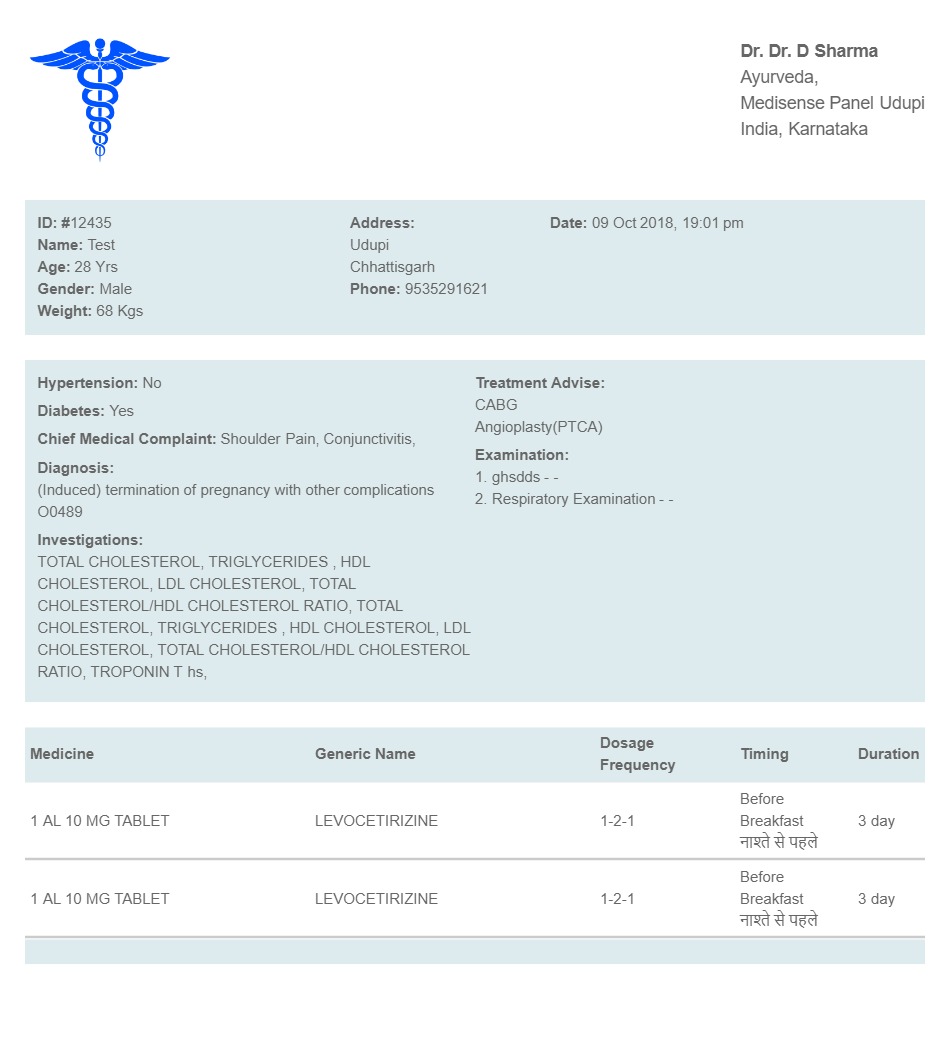 Dr. Dr. D Sharma
Ayurveda,
Medisense Panel Udupi
India, Karnataka
ID: #12435
Name: Test
Age: 28 Yrs
Gender: Male
Weight: 68 Kgs
Address:
Udupi
Chhattisgarh
Phone: 9535291621
Date: 09 Oct 2018, 19:01 pm
Hypertension: No
Diabetes: Yes
Chief Medical Complaint: Shoulder Pain, Conjunctivitis,
Diagnosis:
(Induced) termination of pregnancy with other complications
O0489
Investigations:
TOTAL CHOLESTEROL, TRIGLYCERIDES , HDL
CHOLESTEROL, LDL CHOLESTEROL, TOTAL
CHOLESTEROL/HDL CHOLESTEROL RATIO, TOTAL
CHOLESTEROL, TRIGLYCERIDES , HDL CHOLESTEROL, LDL
CHOLESTEROL, TOTAL CHOLESTEROL/HDL CHOLESTEROL
RATIO, TROPONIN T hs,
Treatment Advise:
CABG
Angioplasty(PTCA)
Examination:
1. ghsdds - -
2. Respiratory Examination - -
Medicine Generic Name Dosage Frequency Timing Duration
1 AL 10 MG TABLET LEVOCETIRIZINE 1-2-1 Before Breakfast नाश्ते से पहले 3 day
1 AL 10 MG TABLET LEVOCETIRIZINE 1-2-1 Before Breakfast नाश्ते से पहले 3 day